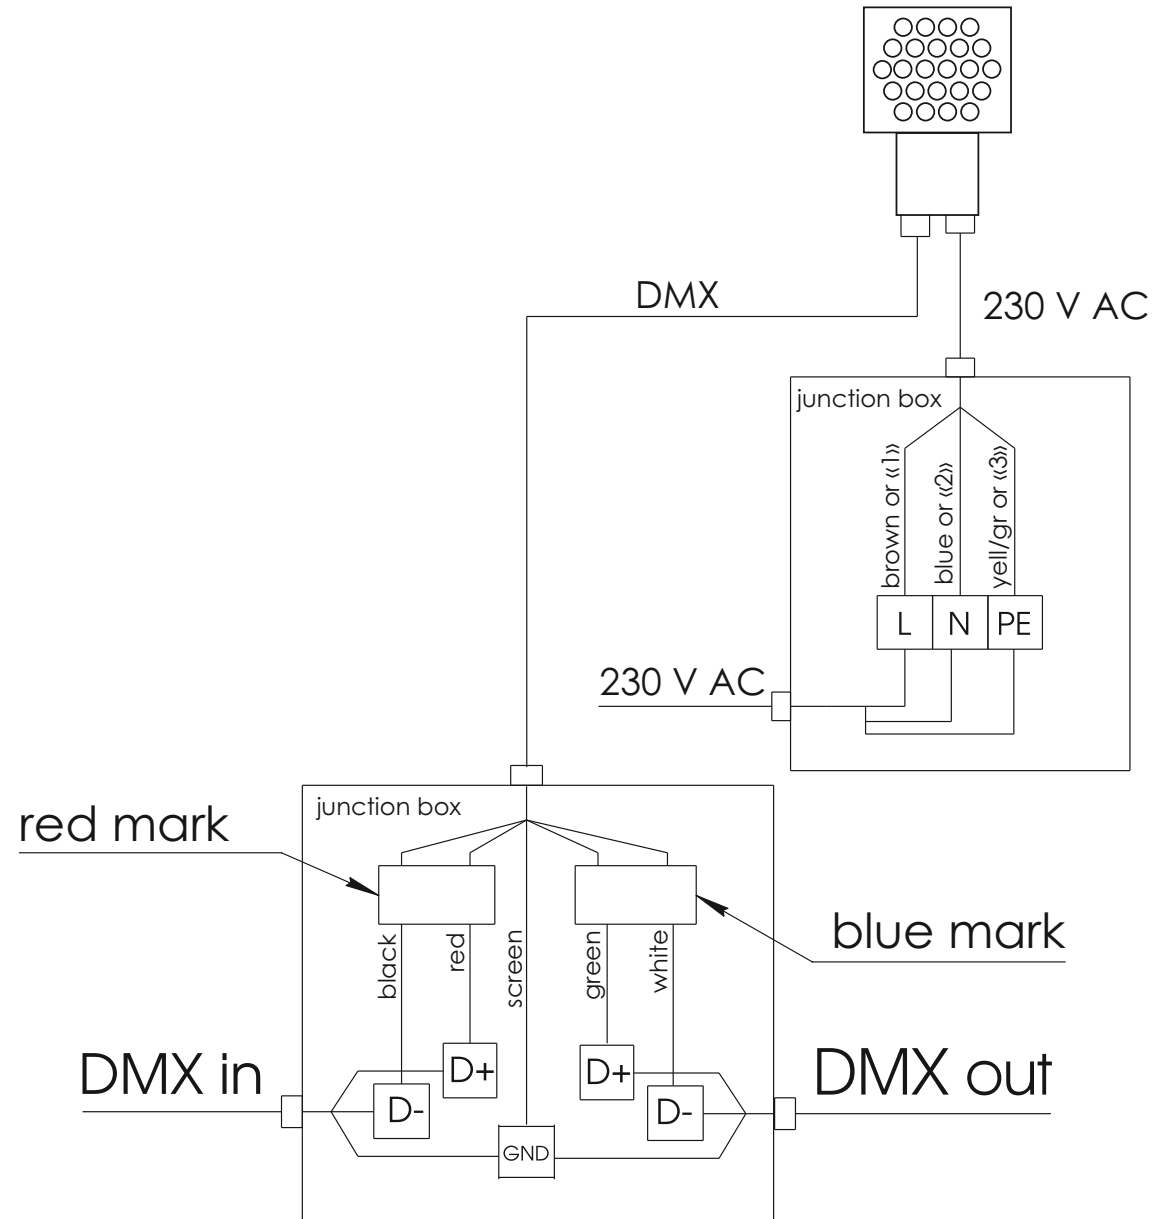 DMX
230 V AC
junction box
brown or «1»
blue or «2»
yell/gr or «3»
L
N
PE
230 V AC
junction box
red mark
blue mark
black
red
screen
green
white
DMX in
D+
D-
GND
D+
D-
DMX out